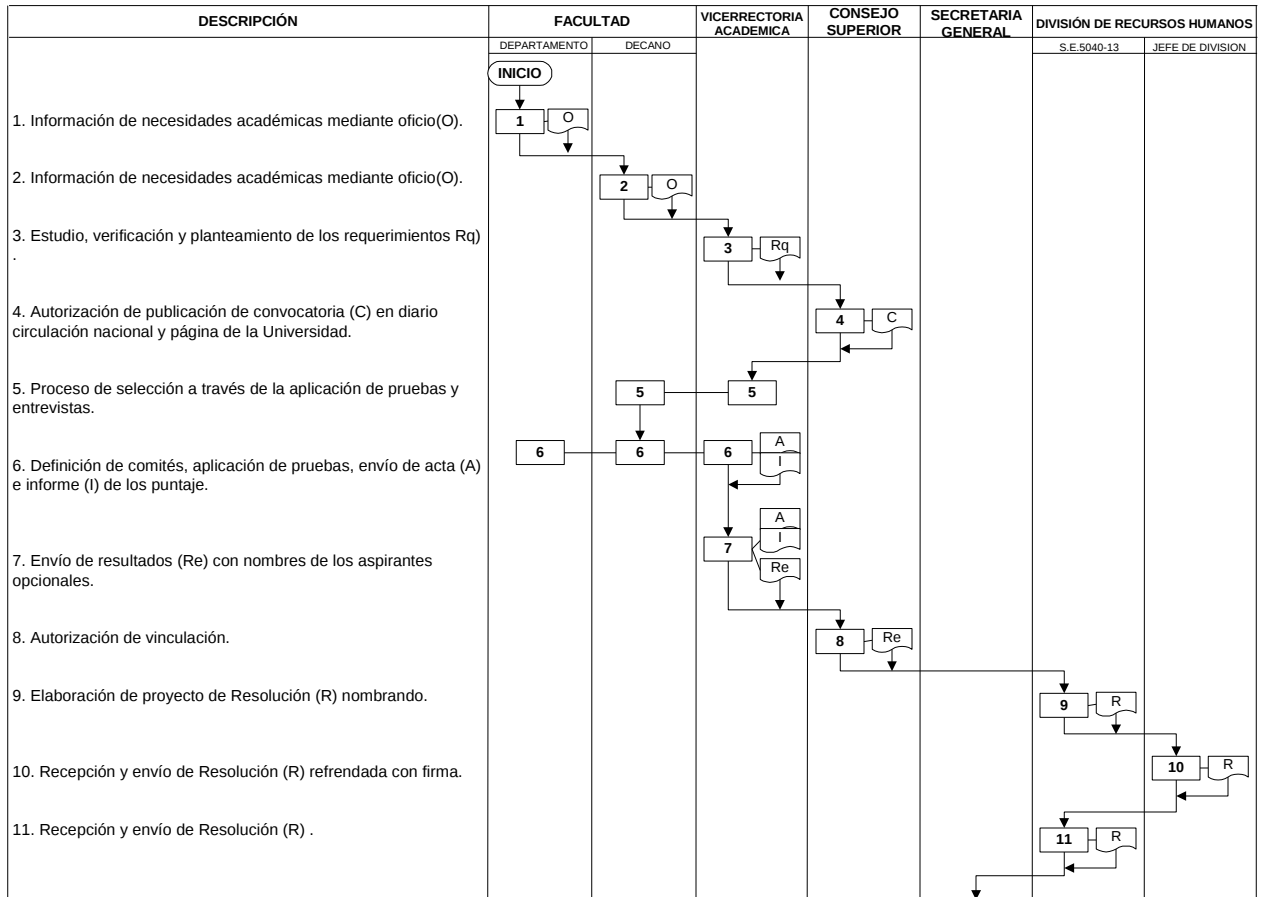 DESCRIPCIÓN
FACULTAD
VICERRECTORIA
ACADEMICA
CONSEJO
SUPERIOR
SECRETARIA
GENERAL
DIVISIÓN DE RECURSOS HUMANOS
DEPARTAMENTO
DECANO
S.E.5040-13
JEFE DE DIVISION
INICIO
1. Información de necesidades académicas mediante oficio(O).
1
O
2. Información de necesidades académicas mediante oficio(O).
2
O
3. Estudio, verificación y planteamiento de los requerimientos Rq)
.
3
Rq
4. Autorización de publicación de convocatoria (C) en diario
circulación nacional y página de la Universidad.
4
C
5. Proceso de selección a través de la aplicación de pruebas y
entrevistas.
5
5
6. Definición de comités, aplicación de pruebas, envío de acta (A)
e informe (I) de los puntaje.
6
6
6
A
I
7. Envío de resultados (Re) con nombres de los aspirantes
opcionales.
7
A
I
Re
8. Autorización de vinculación.
8
Re
9. Elaboración de proyecto de Resolución (R) nombrando.
9
R
10. Recepción y envío de Resolución (R) refrendada con firma.
10
R
11. Recepción y envío de Resolución (R) .
11
R